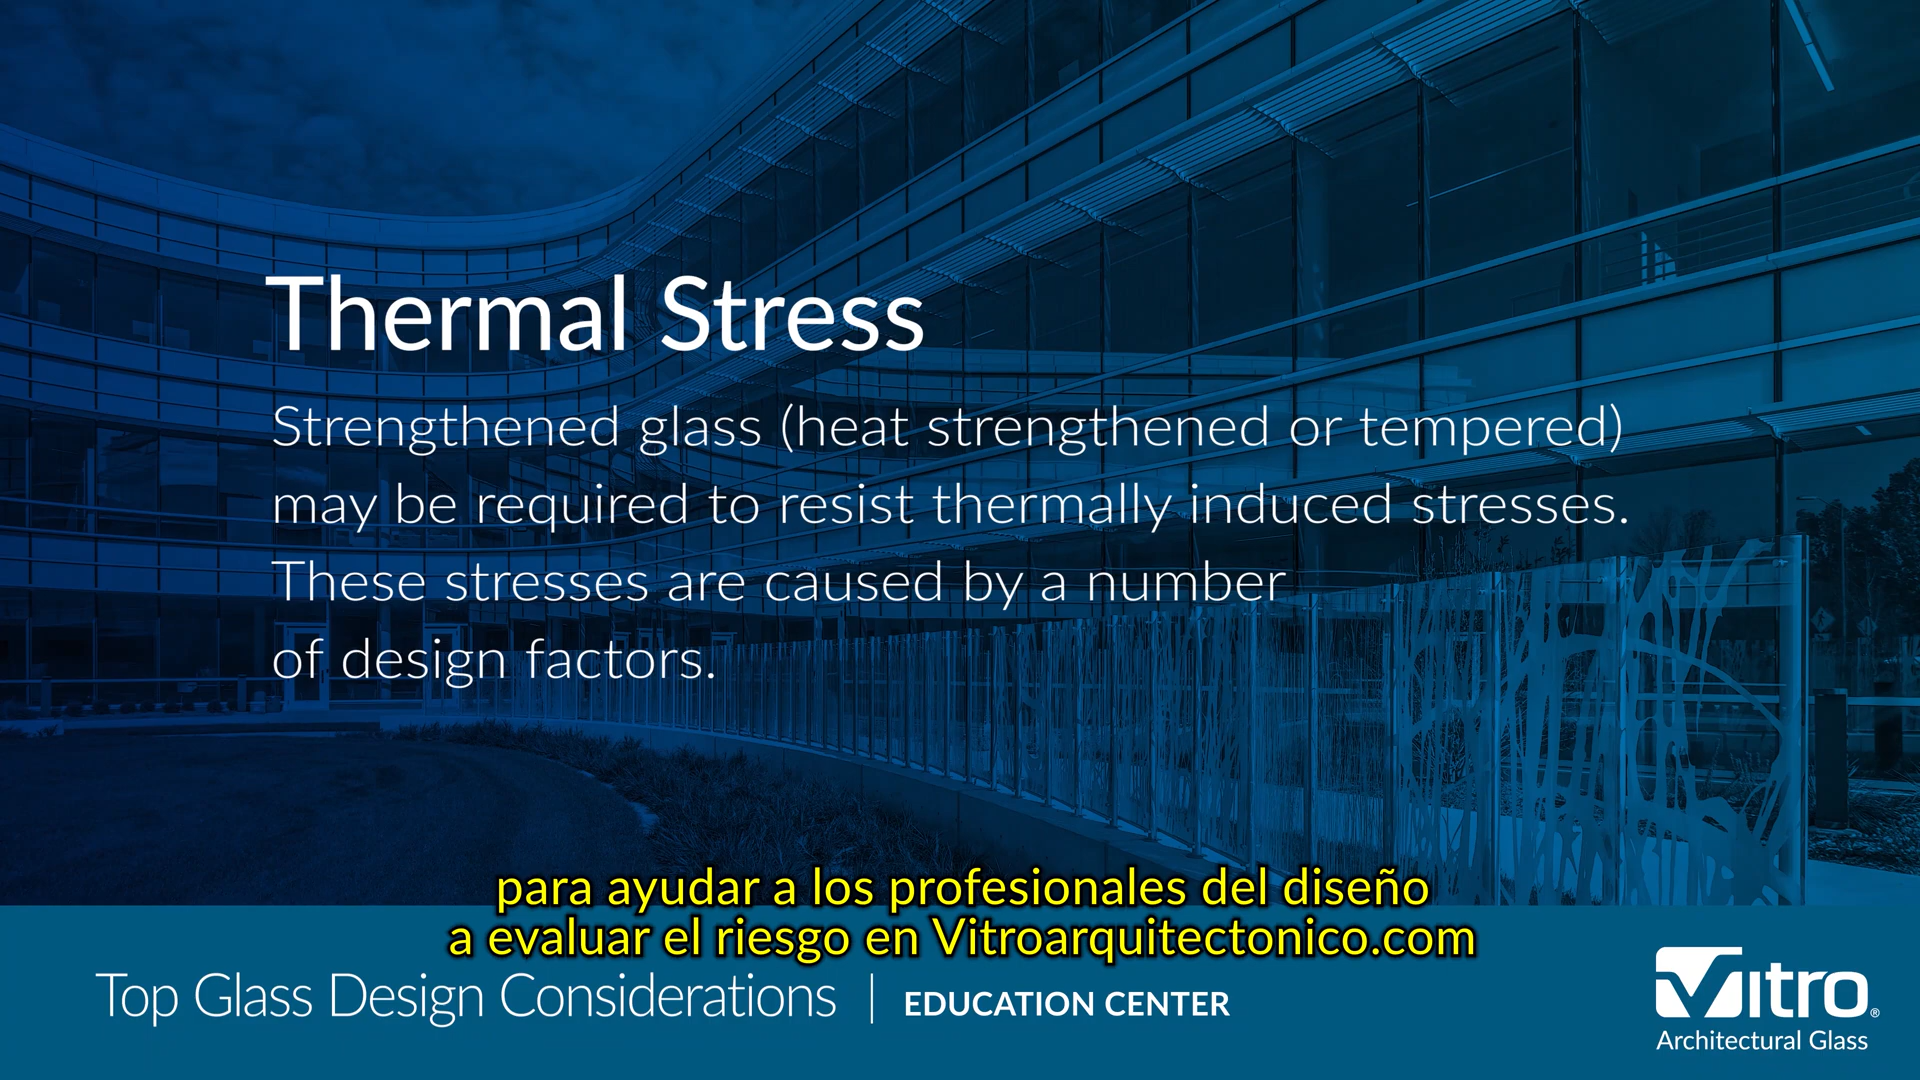 Thermal Stress
Strengthened glass (heat strengthened or tempered)
may be required to resist thermally induced stresses.
These stresses are caused by a number
of design factors.
para ayudar a los profesionales del diseño
a evaluar el riesgo en Vitroarquitectonico.com
Top Glass Design Considerations | EDUCATION CENTER
Vitro®
Architectural Glass